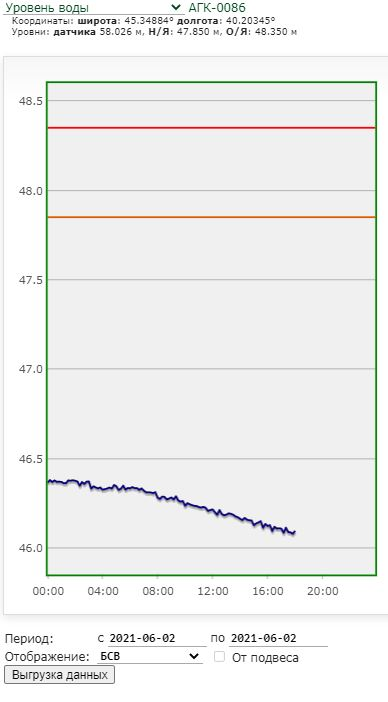 Уровень воды АГК-0086
Координаты: широта: 45.34884° долгота: 40.20345°
Уровни: датчика 58.026 м, Н/Я: 47.850 м, О/Я: 48.350 м
48.5
48.0
47.5
47.0
46.5
46.0
00:00 04:00 08:00 12:00 16:00 20:00
Период: с 2021-06-02 по 2021-06-02
Отображение: БСВ От подвеса
Выгрузка данных